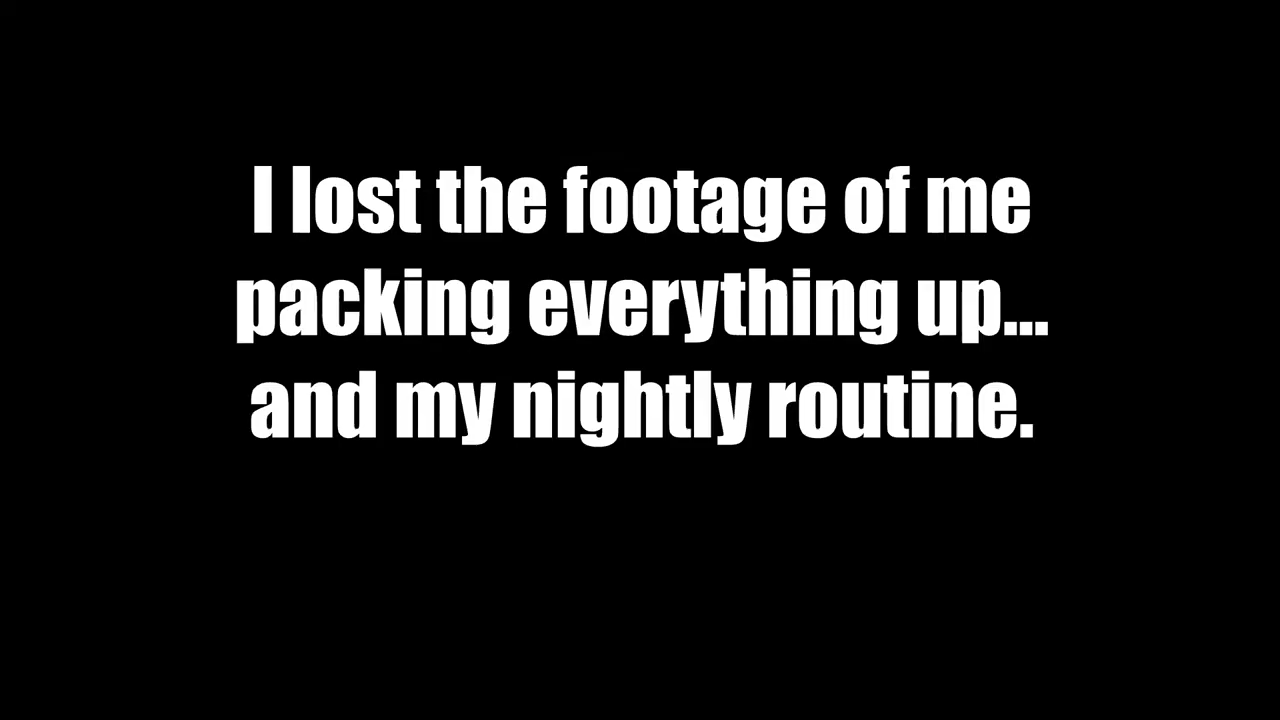 I lost the footage of me
packing everything up...
and my nightly routine.